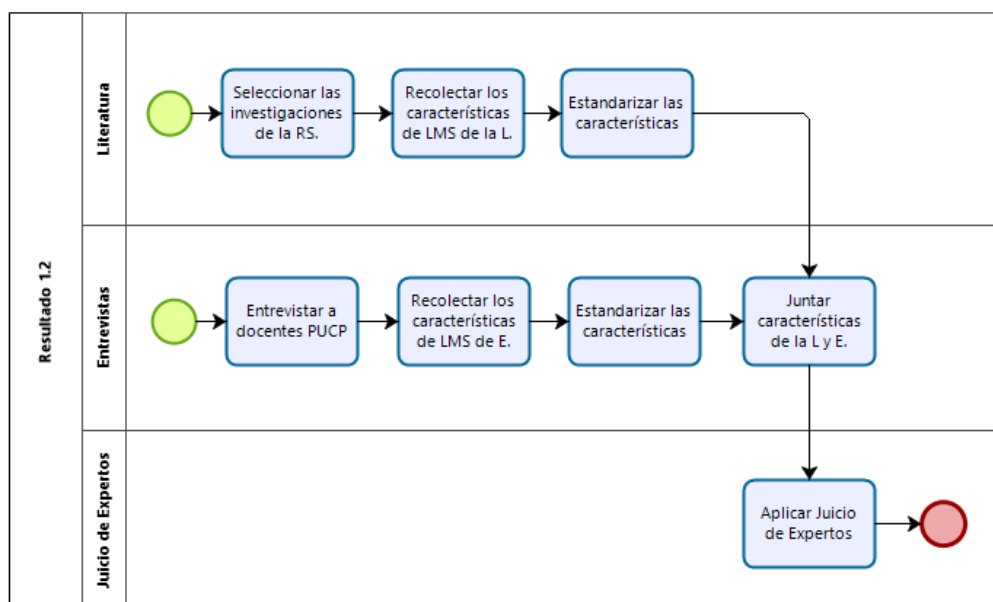 Resultado 1.2
Literatura
Seleccionar las
investigaciones
de la RS.
Recolectar los
características
de LMS de la L.
Estandarizar las
características
Entrevistas
Entrevistar a
docentes PUCP
Recolectar los
características
de LMS de E.
Estandarizar las
características
Juntar
características
de la L y E.
Juicio de Expertos
Aplicar Juicio
de Expertos